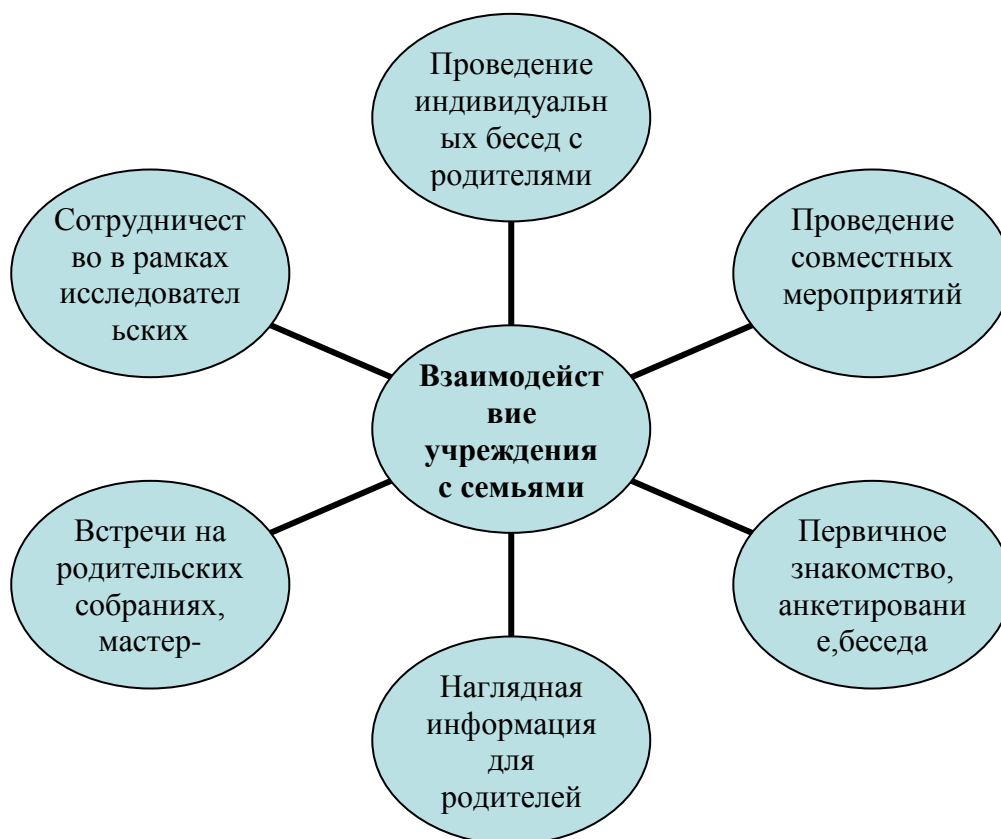 Проведение
индивидуальн
ых бесед с
родителями
Сотрудничест
во в рамках
исследовател
ьских
Проведение
совместных
мероприятий
Взаимодейст
вие
учреждения
с семьями
Встречи на
родительских
собраниях,
мастер-
Первичное
знакомство,
анкетировани
е,беседа
Наглядная
информация
для
родителей